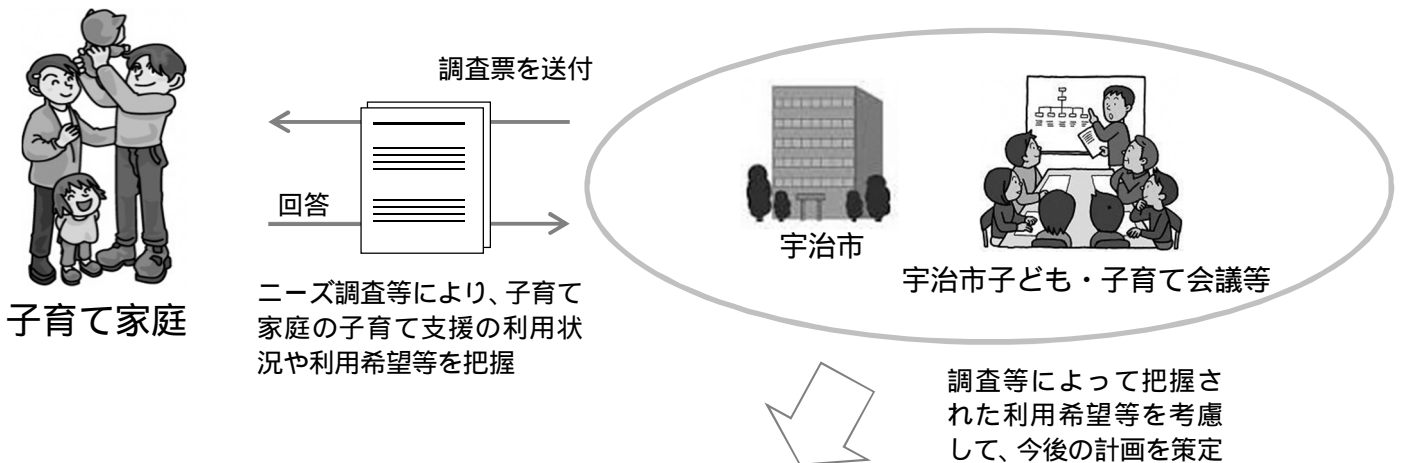 調査票を送付
回答
宇治市
宇治市子ども・子育て会議等
子育て家庭
ニーズ調査等により、子育て
家庭の子育て支援の利用状
況や利用希望等を把握
調査等によって把握さ
れた利用希望等を考慮
して、今後の計画を策定